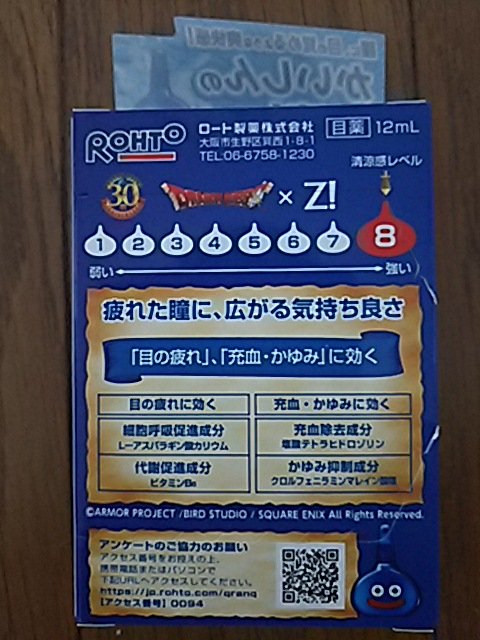 かいしんの
ROHTO
ロート製薬株式会社
大阪市生野区巽西1-8-1
TEL:06-6758-1230
目薬 12mL
清涼感レベル
30th
DRAGON QUEST × Z!
1 2 3 4 5 6 7 8
弱い 強い
疲れた瞳に、広がる気持ち良さ
「目の疲れ」、「充血・かゆみ」に効く
目の疲れに効く 充血・かゆみに効く
細胞呼吸促進成分 充血除去成分
L-アスパラギン酸カリウム 塩酸テトラヒドロゾリン
代謝促進成分 かゆみ抑制成分
ビタミンB6 クロルフェニラミンマレイン酸塩
©ARMOR PROJECT /BIRD STUDIO / SQUARE ENIX All Rights Reserved.
アンケートのご協力のお願い
アクセス番号をお控えの上、
携帯電話またはパソコンで
下記URLへアクセスしてください。
https://jp.rohto.com/qranq
【アクセス番号】0094